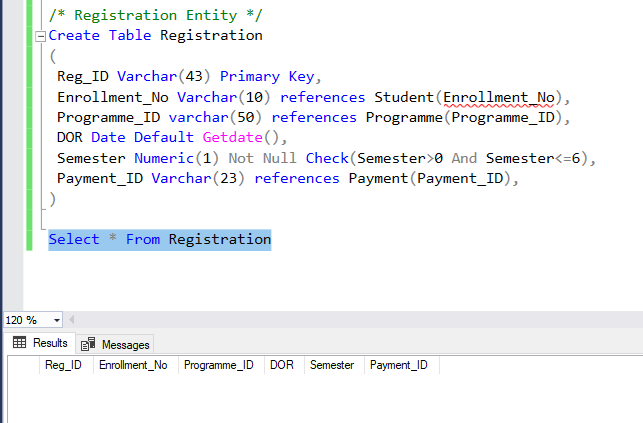 /* Registration Entity */
Create Table Registration
(
Reg_ID Varchar(43) Primary Key,
Enrollment_No Varchar(10) references Student(Enrollment_No),
Programme_ID varchar(50) references Programme(Programme_ID),
DOR Date Default Getdate(),
Semester Numeric(1) Not Null Check(Semester>0 And Semester<=6),
Payment_ID Varchar(23) references Payment(Payment_ID),
)
Select * From Registration
120 %
Results Messages
Reg_ID Enrollment_No Programme_ID DOR Semester Payment_ID